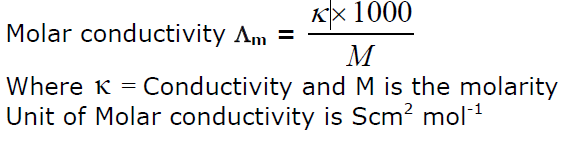 Molar conductivity Λm = κ× 1000 / M
Where κ = Conductivity and M is the molarity
Unit of Molar conductivity is Scm² mol⁻¹